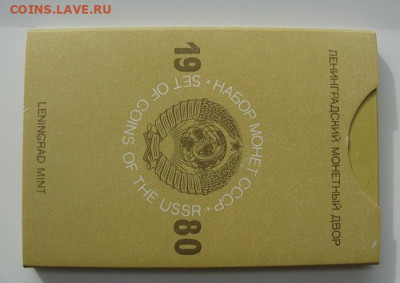 COINS.LAVE.RU
ЛЕНИНГРАДСКИЙ МОНЕТНЫЙ ДВОР
19 80
НАБОР МОНЕТ СССР •
SET OF COINS OF THE USSR •
LENINGRAD MINT